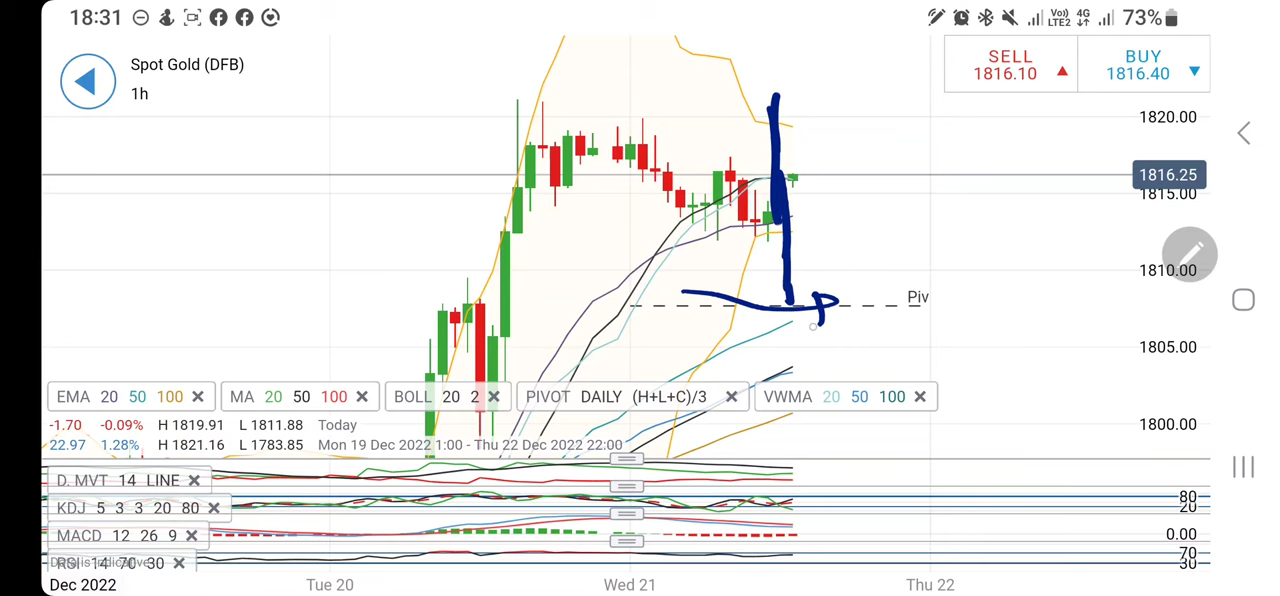 18:31 Vo)) LTE2 4G 73%
Spot Gold (DFB)
1h
SELL 1816.10
BUY 1816.40
1820.00
1816.25
1815.00
1810.00
Piv
1805.00
EMA 20 50 100
MA 20 50 100
BOLL 20 2
PIVOT DAILY (H+L+C)/3
VWMA 20 50 100
-1.70 -0.09% H 1819.91 L 1811.88 Today
1800.00
22.97 1.28% H 1821.16 L 1783.85 Mon 19 Dec 2022 1:00 - Thu 22 Dec 2022 22:00
D. MVT 14 LINE
KDJ 5 3 3 20 80
80
20
MACD 12 26 9
0.00
RSI 14 70 30
70
30
Dec 2022 Tue 20 Wed 21 Thu 22